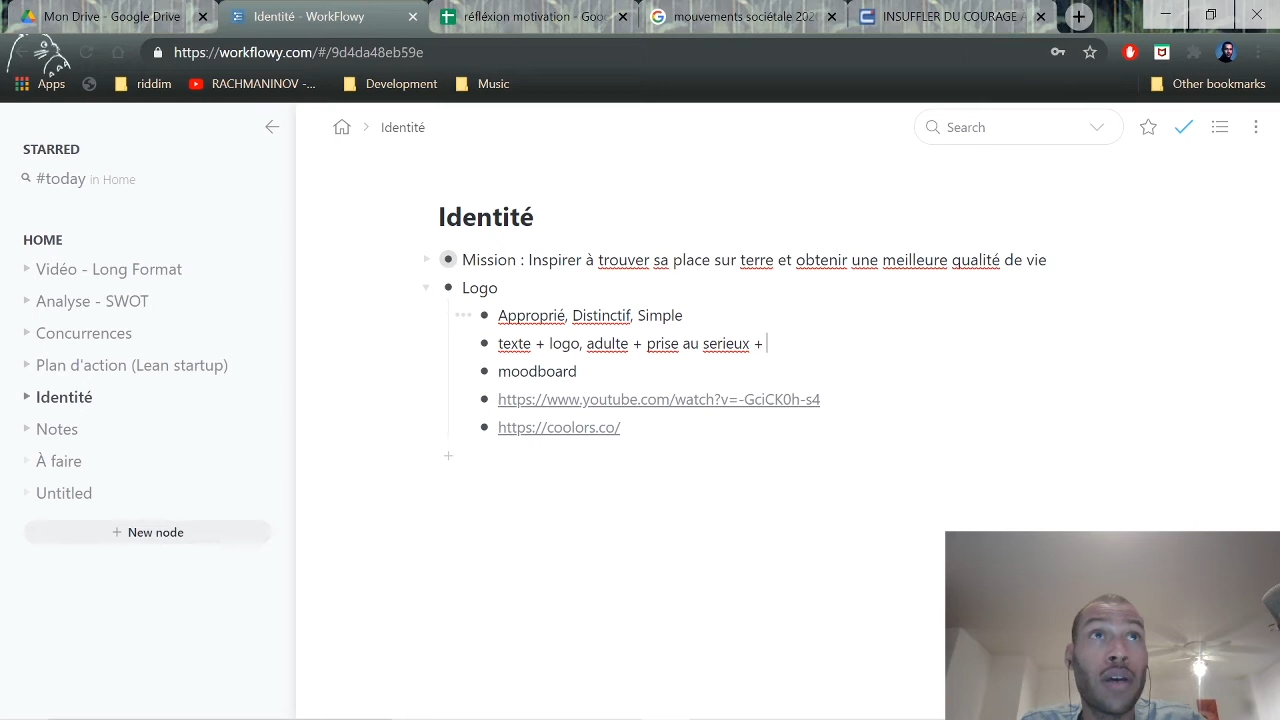 Mon Drive - Google Drive
Identité - WorkFlowy
réfléxion motivation - Goo
mouvements sociétale 202
INSUFFLER DU COURAGE A
https://workflowy.com/#/9d4da48eb59e
Apps
riddim
RACHMANINOV -...
Development
Music
Other bookmarks
STARRED
#today in Home
HOME
Vidéo - Long Format
Analyse - SWOT
Concurrences
Plan d'action (Lean startup)
Identité
Notes
À faire
Untitled
+ New node
Identité
Search
Identité
Mission : Inspirer à trouver sa place sur terre et obtenir une meilleure qualité de vie
Logo
Approprié, Distinctif, Simple
texte + logo, adulte + prise au serieux +
moodboard
https://www.youtube.com/watch?v=-GciCK0h-s4
https://coolors.co/